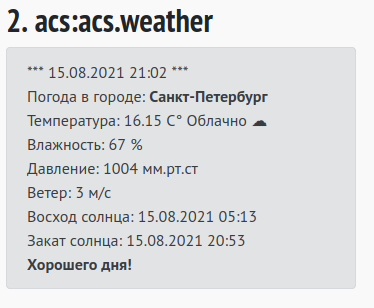 2. acs:acs.weather
*** 15.08.2021 21:02 ***
Погода в городе: Санкт-Петербург
Температура: 16.15 C° Облачно ☁
Влажность: 67 %
Давление: 1004 мм.рт.ст
Ветер: 3 м/с
Восход солнца: 15.08.2021 05:13
Закат солнца: 15.08.2021 20:53
Хорошего дня!